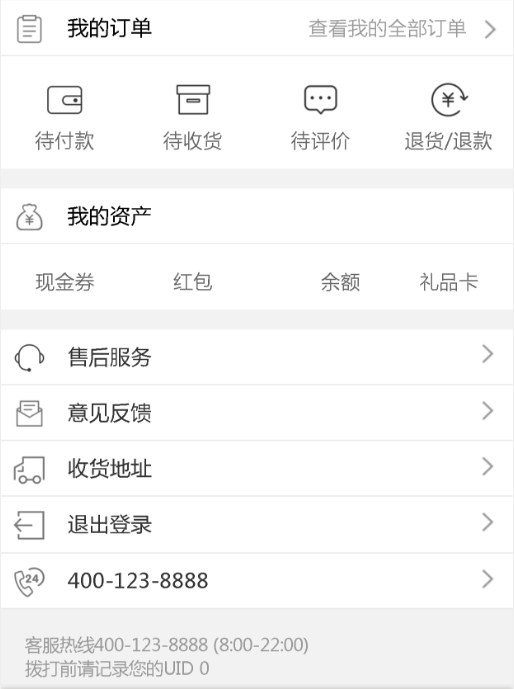 我的订单 查看我的全部订单
待付款 待收货 待评价 退货/退款
¥ 我的资产
现金券 红包 余额 礼品卡
售后服务
意见反馈
收货地址
退出登录
24 400-123-8888
客服热线400-123-8888 (8:00-22:00)
拨打前请记录您的UID 0